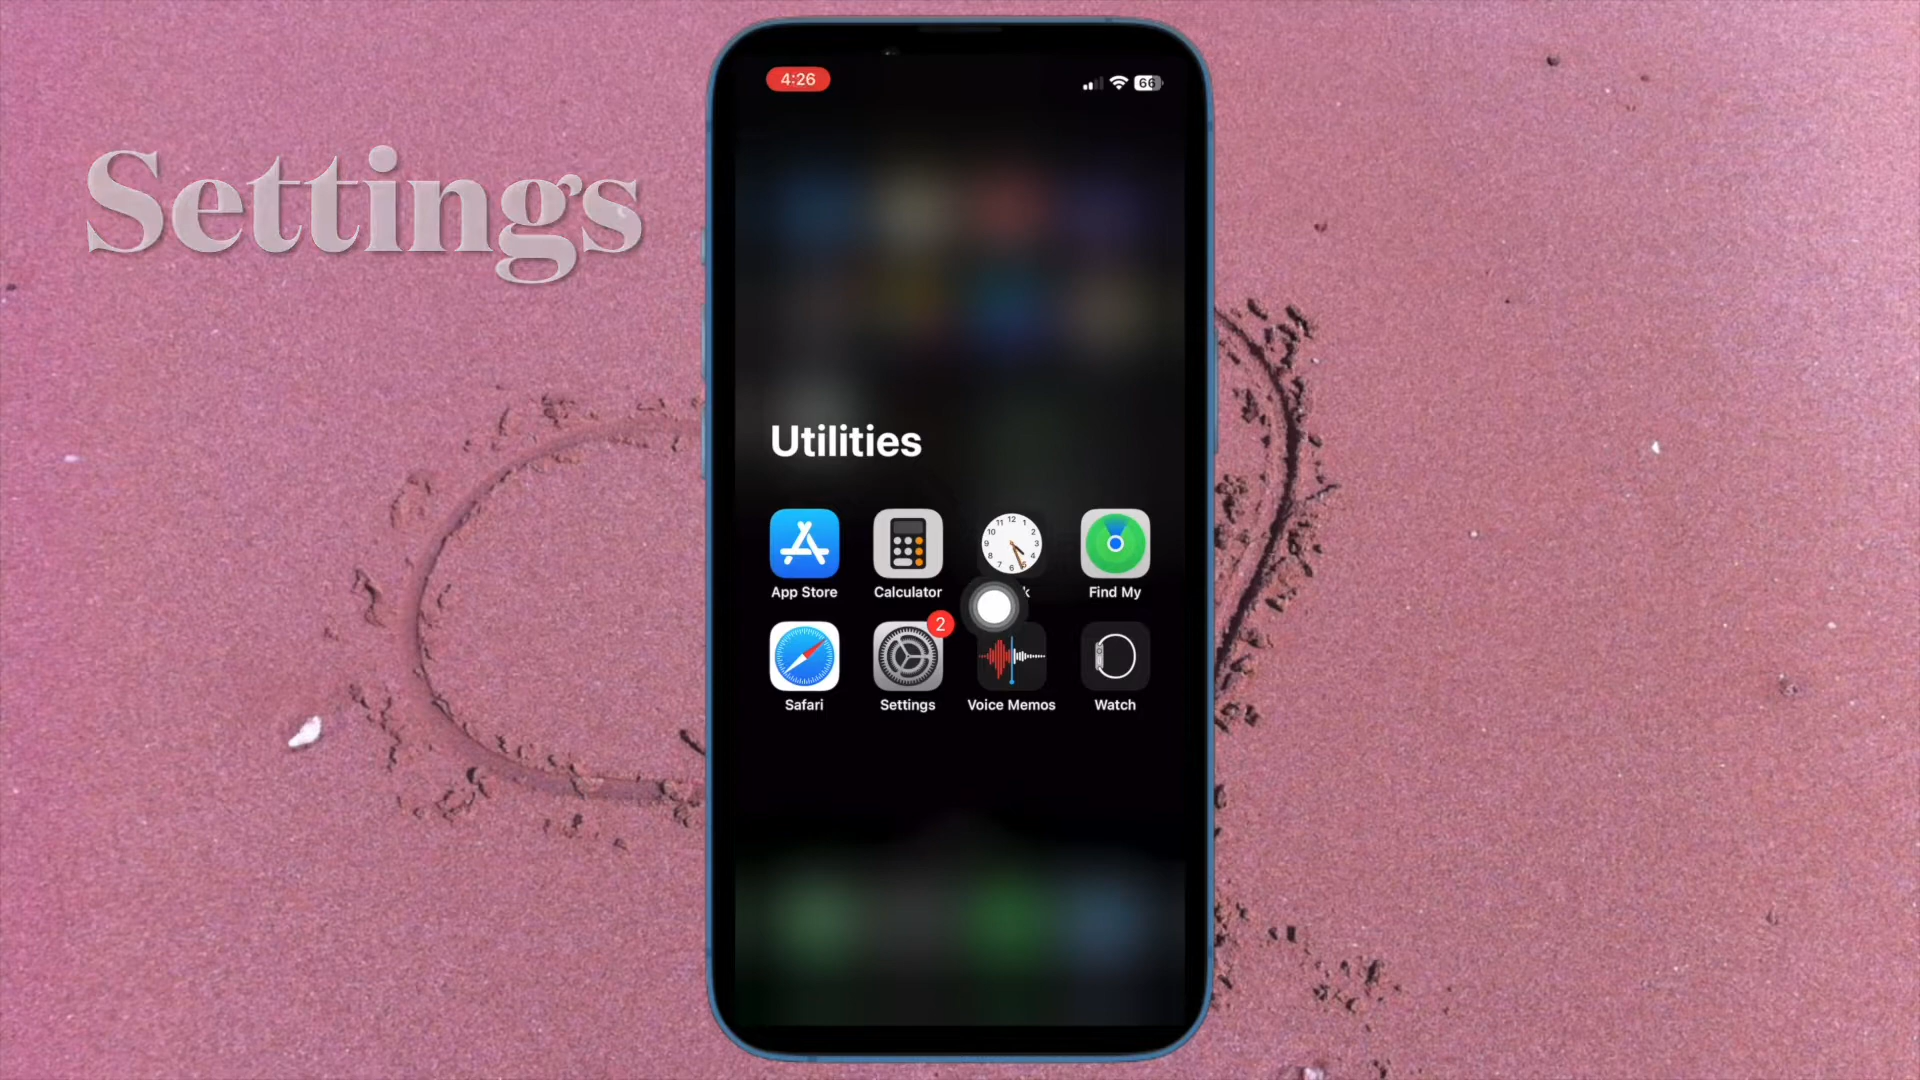 Settings
4:26
66
Utilities
App Store
Calculator
k
Find My
2
Safari
Settings
Voice Memos
Watch